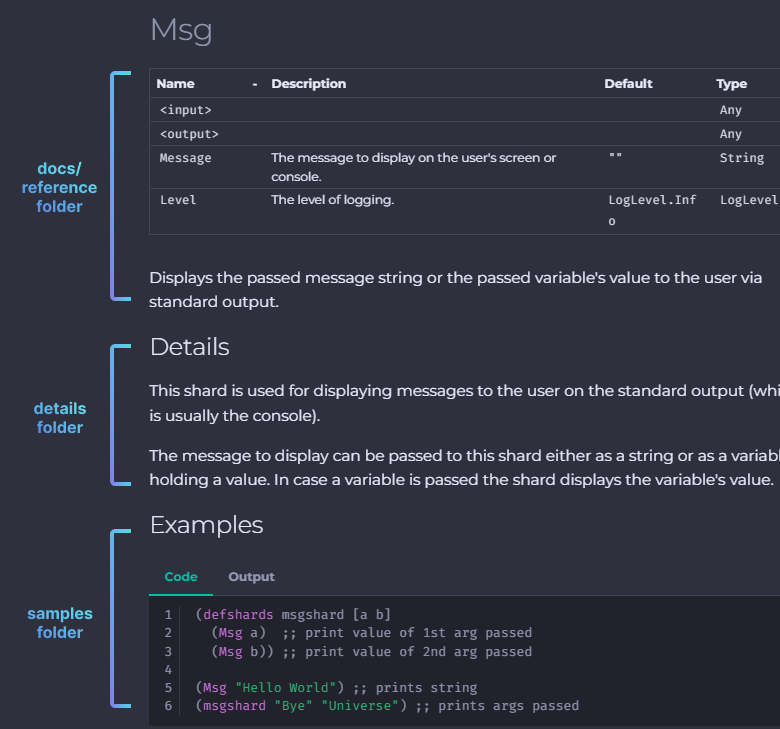 Msg
Name - Description Default Type
<input> Any
<output> Any
Message The message to display on the user's screen or "" String
console.
Level The level of logging. LogLevel.Inf LogLevel
o
docs/
reference
folder
Displays the passed message string or the passed variable's value to the user via
standard output.
Details
This shard is used for displaying messages to the user on the standard output (whi
is usually the console).
details
folder
The message to display can be passed to this shard either as a string or as a variabl
holding a value. In case a variable is passed the shard displays the variable's value.
Examples
Code Output
samples
folder
1 (defshards msgshard [a b]
2 (Msg a) ;; print value of 1st arg passed
3 (Msg b)) ;; print value of 2nd arg passed
4
5 (Msg "Hello World") ;; prints string
6 (msgshard "Bye" "Universe") ;; prints args passed